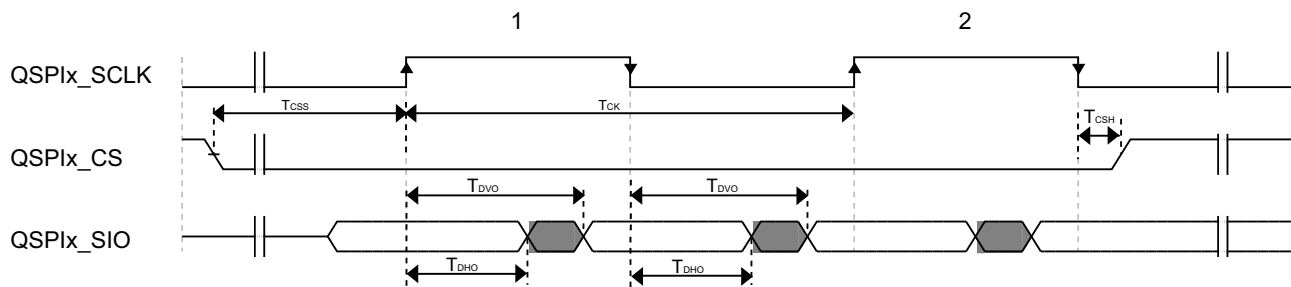 1
2
QSPIx_SCLK
TCSS
TCK
TCSH
QSPIx_CS
TDVO
TDVO
QSPIx_SIO
TDHO
TDHO